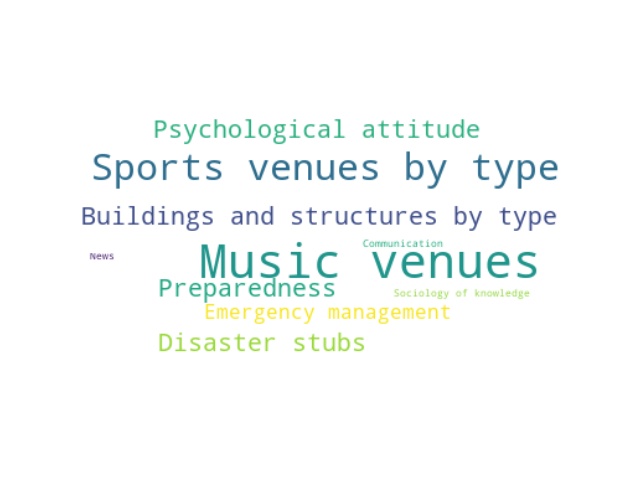 Psychological attitude
Sports venues by type
Buildings and structures by type
Communication
News
Music venues
Preparedness
Sociology of knowledge
Emergency management
Disaster stubs